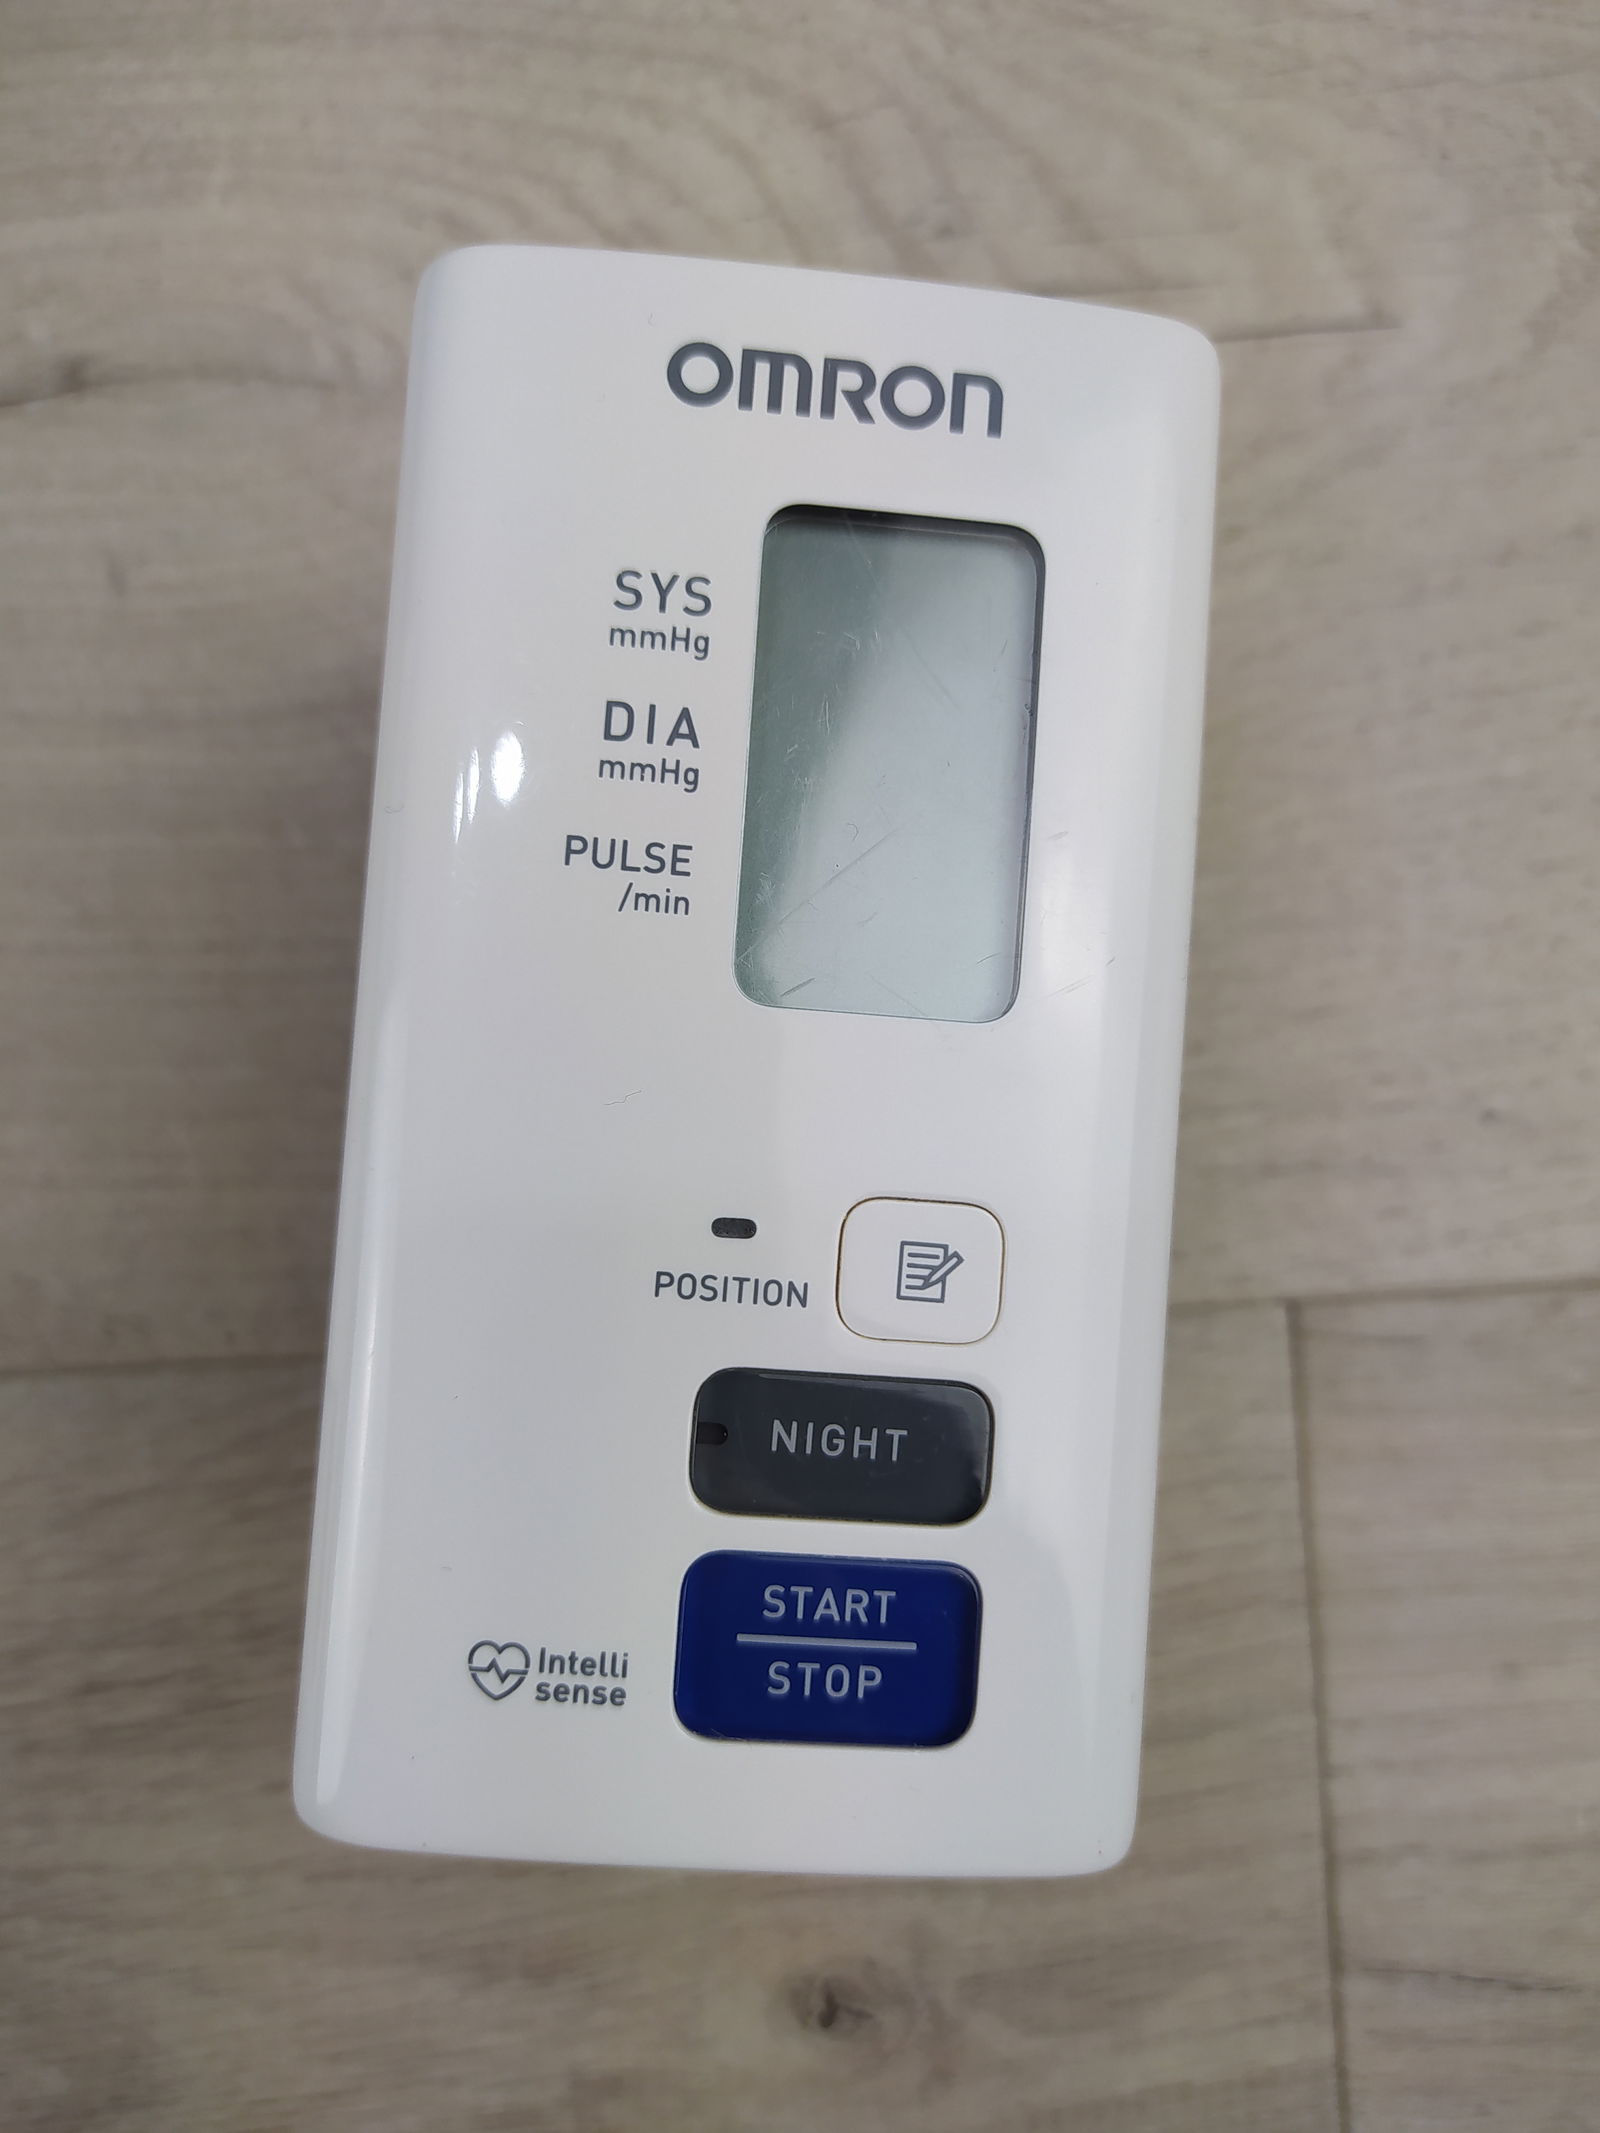 OMRON
SYS
mmHg
DIA
mmHg
PULSE
/min
POSITION
NIGHT
START
STOP
Intelli
sense